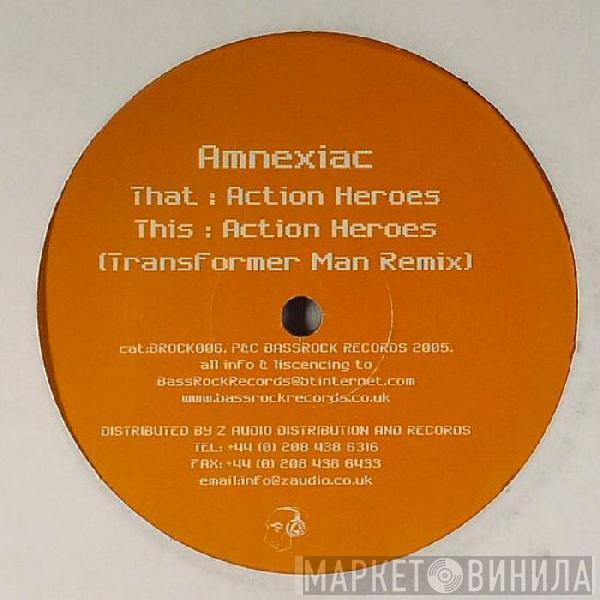 Amnexiac
That : Action Heroes
This : Action Heroes
(Transformer Man Remix)
cat:BROCK006. P&C BASSROCK RECORDS 2005.
all info & liscencing to
BassRockRecords@btinternet.com
www.bassrockrecords.co.uk
DISTRIBUTED BY Z AUDIO DISTRIBUTION AND RECORDS
TEL: +44 (0) 208 438 6316
FAX: +44 (0) 208 438 6433
email:info@zaudio.co.uk
МАРКЕТ ВИНИЛА